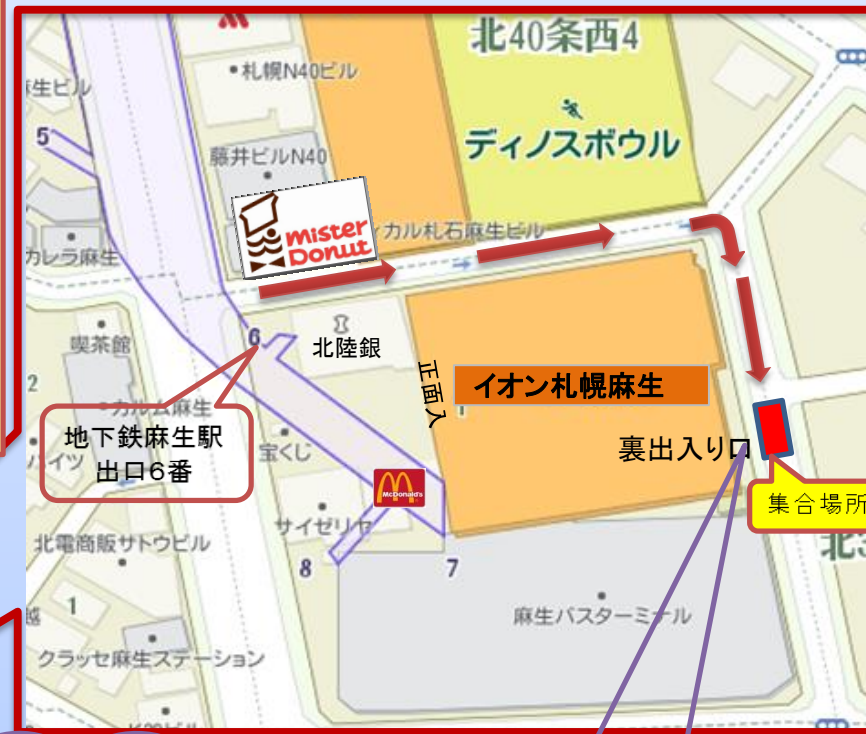 北40条西4
札幌N40ビル
麻生ビル
5
ディノスボウル
藤井ビルN40
mister
Donut
ィカル札石麻生ビル
カレラ麻生
喫茶館
6
北陸銀
正面入
イオン札幌麻生
2
カルム麻生
地下鉄麻生駅
出口6番
ハイツ
宝くじ
裏出入り口
McDonald's
集合場所
サイゼリヤ
北電商販サトウビル
8
7
1
麻生バスターミナル
クラッセ麻生ステーション